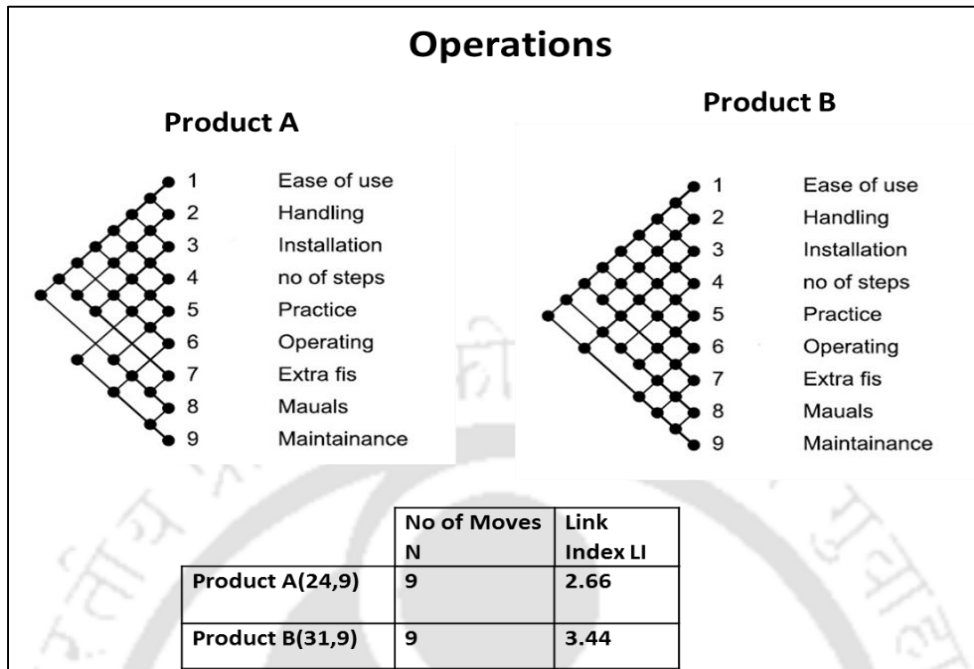 Operations
Product A
Product B
1 Ease of use
2 Handling
3 Installation
4 no of steps
5 Practice
6 Operating
7 Extra fis
8 Mauals
9 Maintainance
1 Ease of use
2 Handling
3 Installation
4 no of steps
5 Practice
6 Operating
7 Extra fis
8 Mauals
9 Maintainance
No of Moves Link
N Index LI
Product A(24,9) 9 2.66
Product B(31,9) 9 3.44